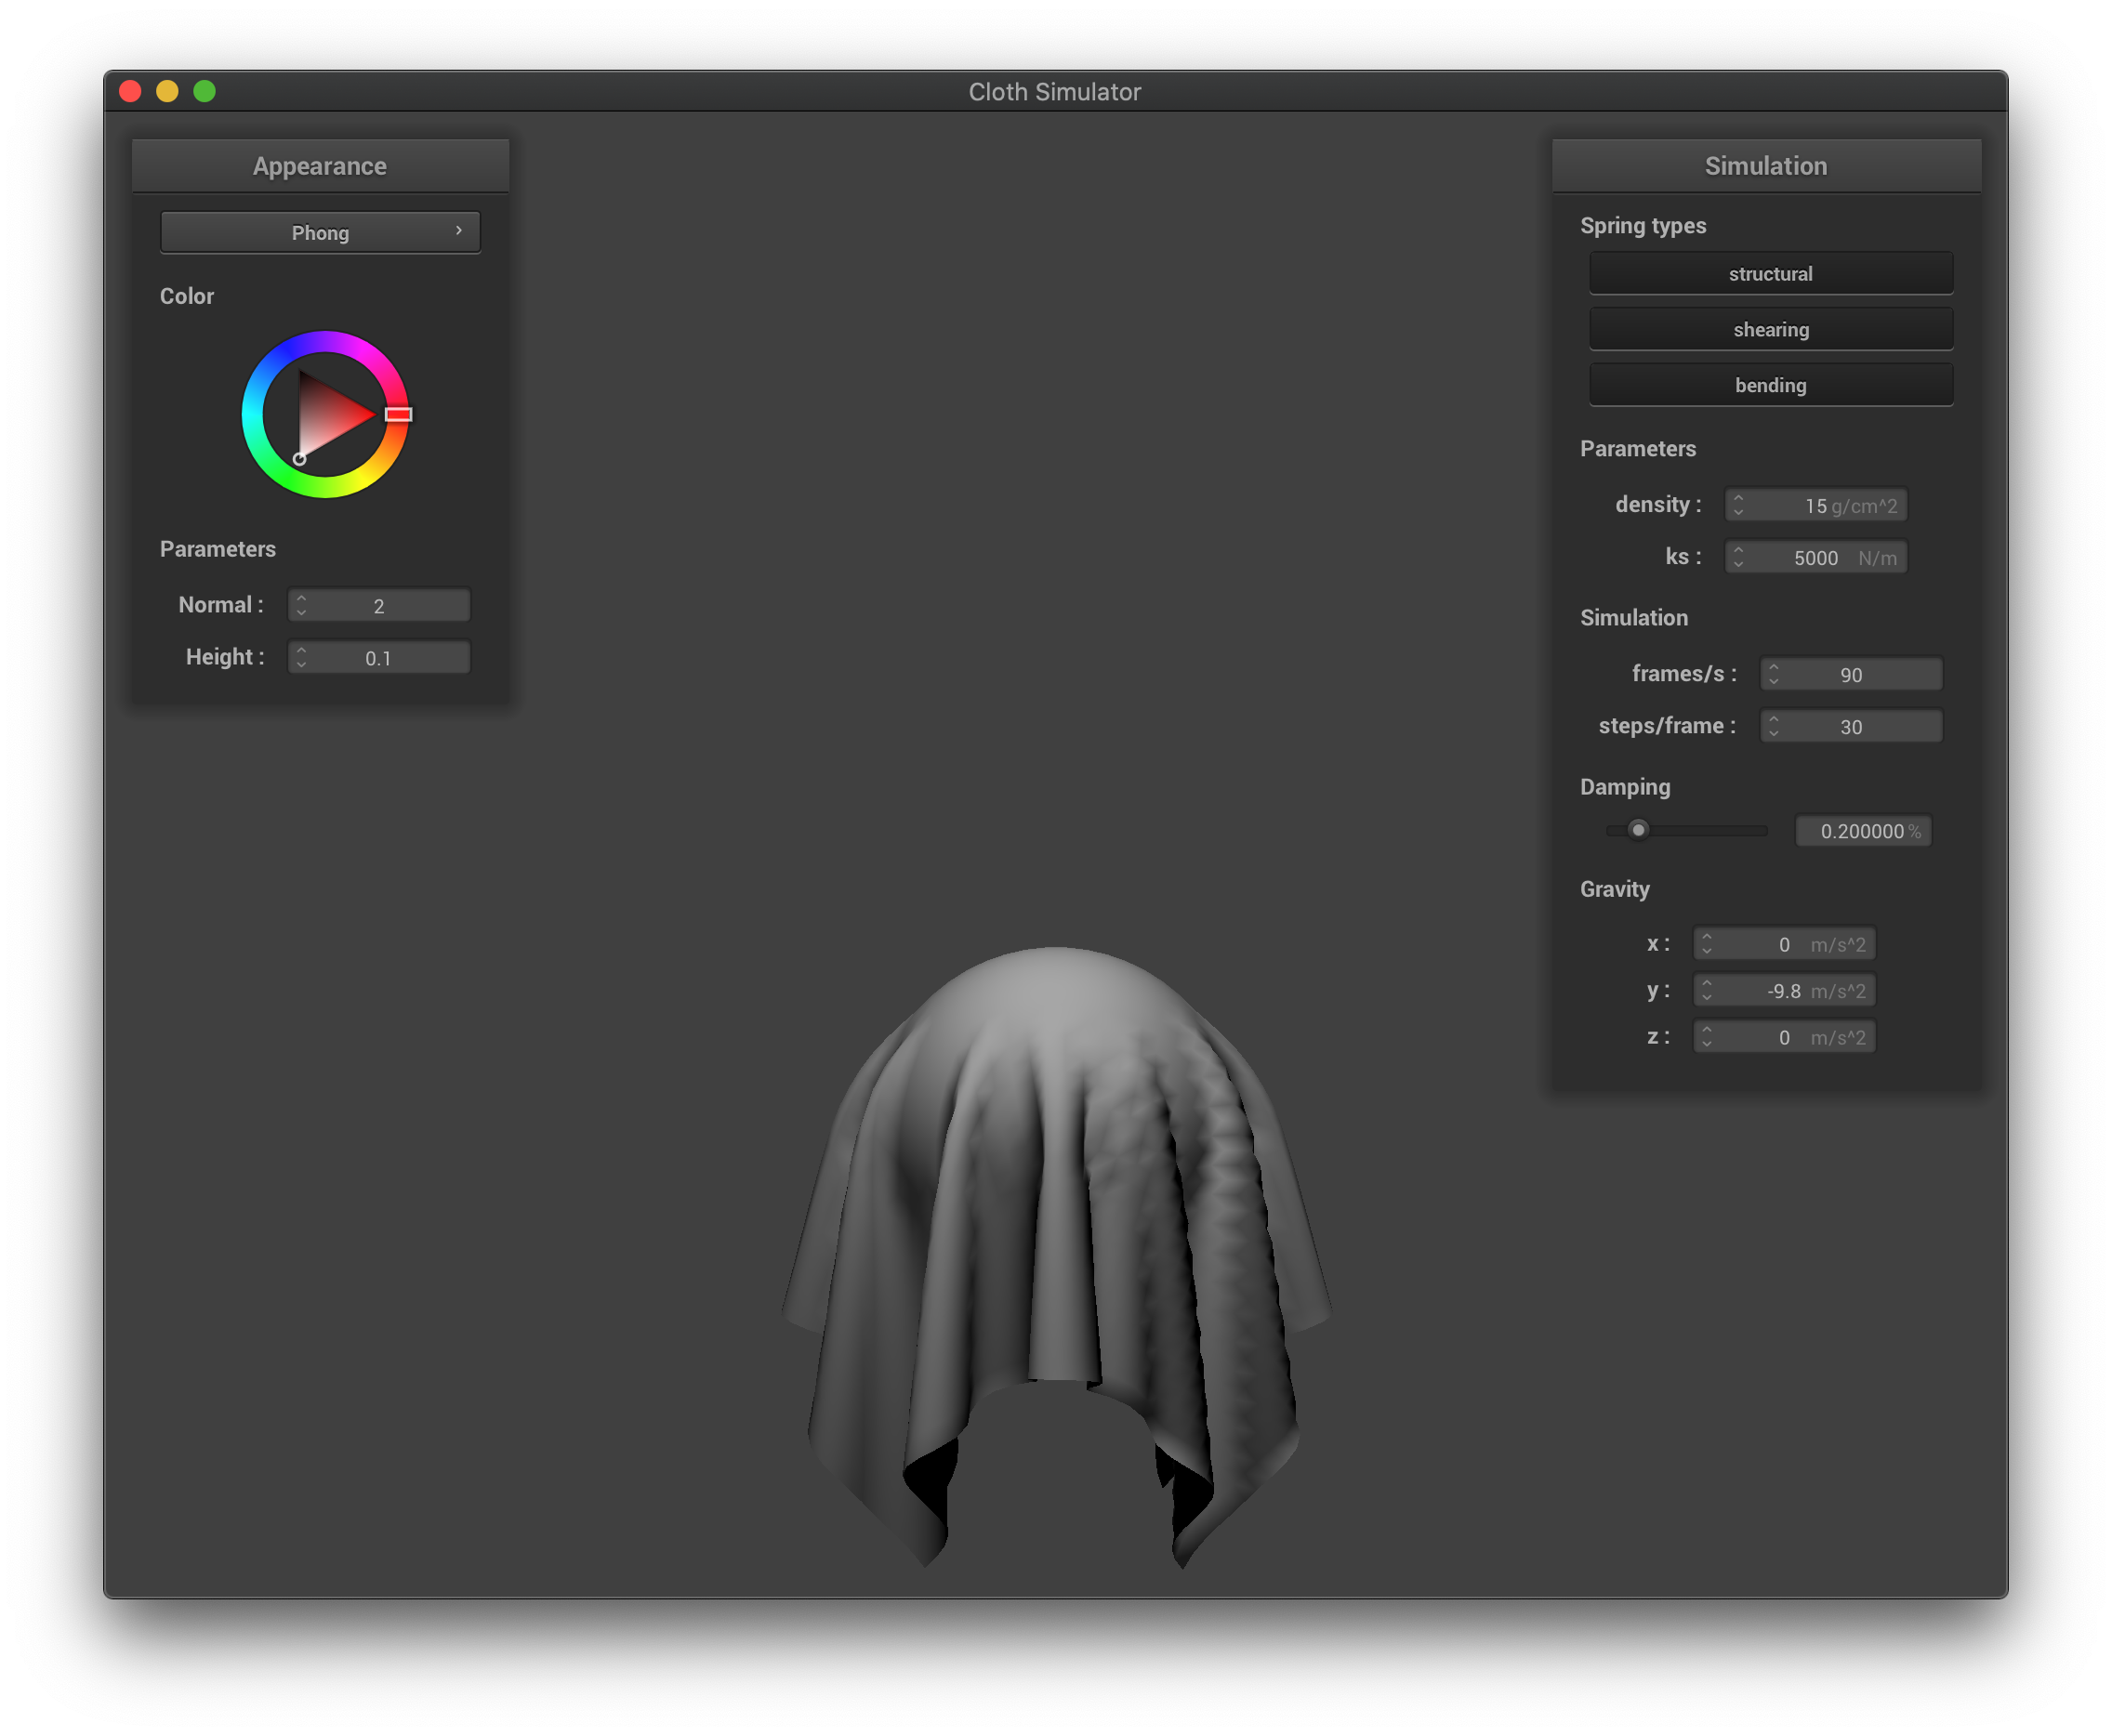 Cloth Simulator
Appearance
Phong
Color
Parameters
Normal : 2
Height : 0.1
Simulation
Spring types
structural
shearing
bending
Parameters
density : 15 g/cm^2
ks : 5000 N/m
Simulation
frames/s : 90
steps/frame : 30
Damping
0.200000 %
Gravity
x : 0 m/s^2
y : -9.8 m/s^2
z : 0 m/s^2